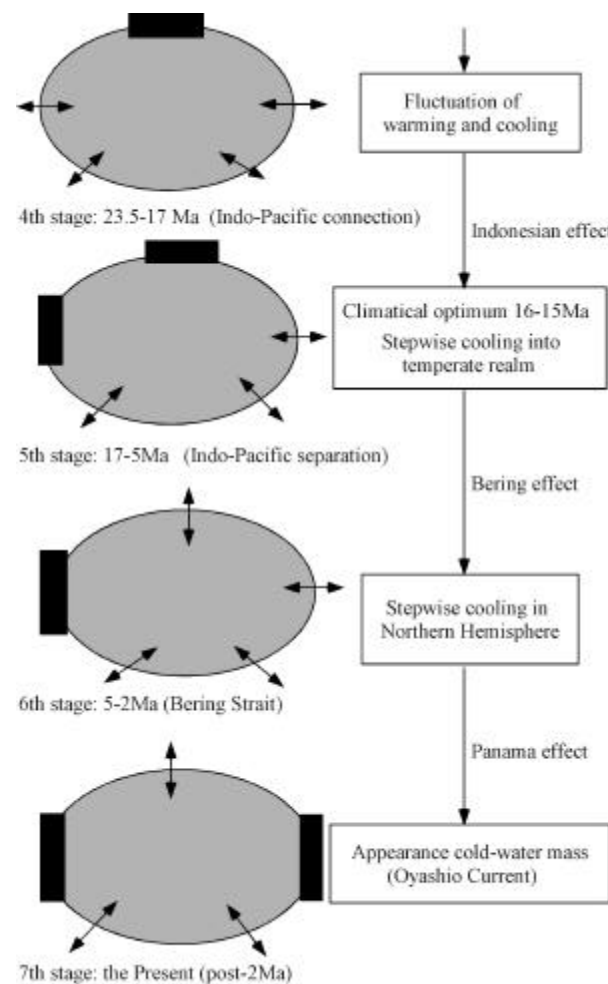 Fluctuation of
warming and cooling
4th stage: 23.5-17 Ma (Indo-Pacific connection)
Indonesian effect
Climatical optimum 16-15Ma
Stepwise cooling into
temperate realm
5th stage: 17-5Ma (Indo-Pacific separation)
Bering effect
Stepwise cooling in
Northern Hemisphere
6th stage: 5-2Ma (Bering Strait)
Panama effect
Appearance cold-water mass
(Oyashio Current)
7th stage: the Present (post-2Ma)